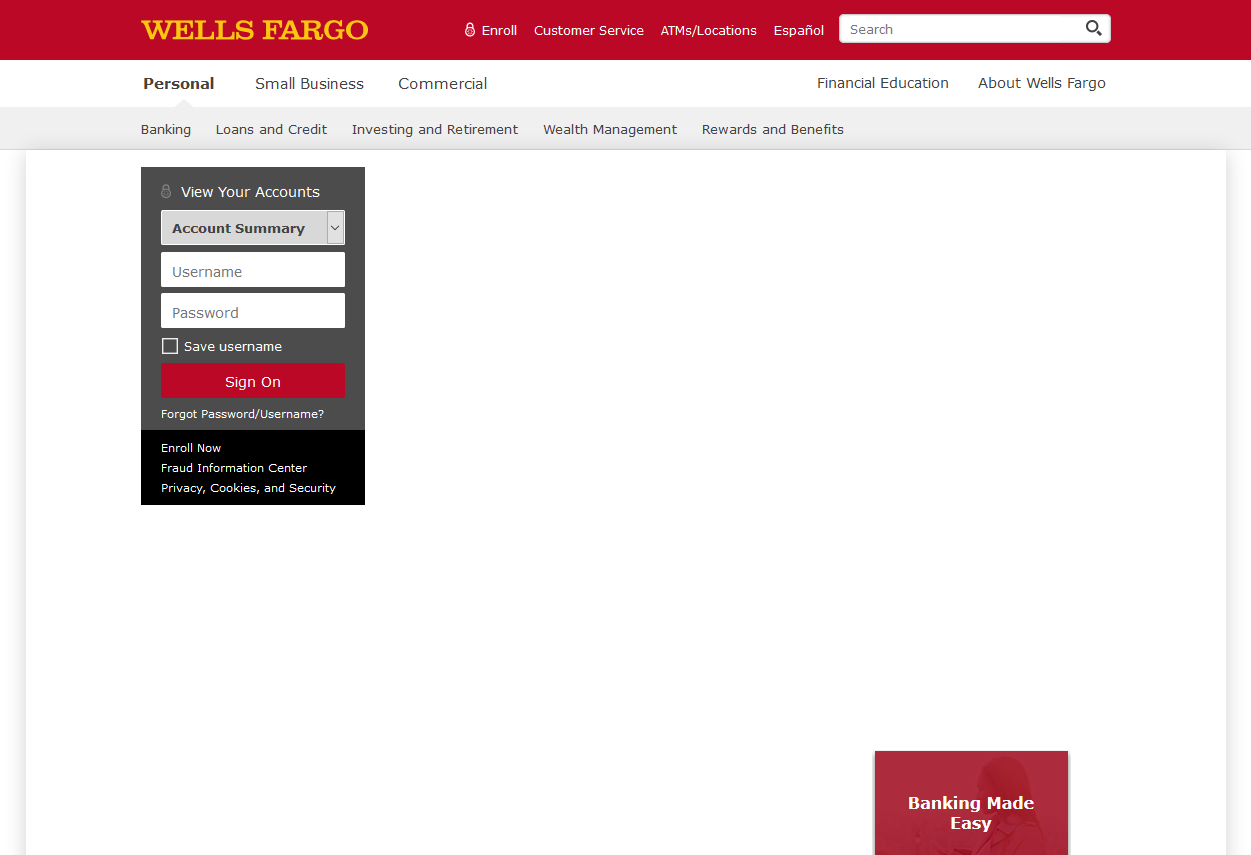 WELLS FARGO
Enroll Customer Service ATMs/Locations Español Search
Personal Small Business Commercial Financial Education About Wells Fargo
Banking Loans and Credit Investing and Retirement Wealth Management Rewards and Benefits
View Your Accounts
Account Summary
Username
Password
Save username
Sign On
Forgot Password/Username?
Enroll Now
Fraud Information Center
Privacy, Cookies, and Security
Banking Made
Easy